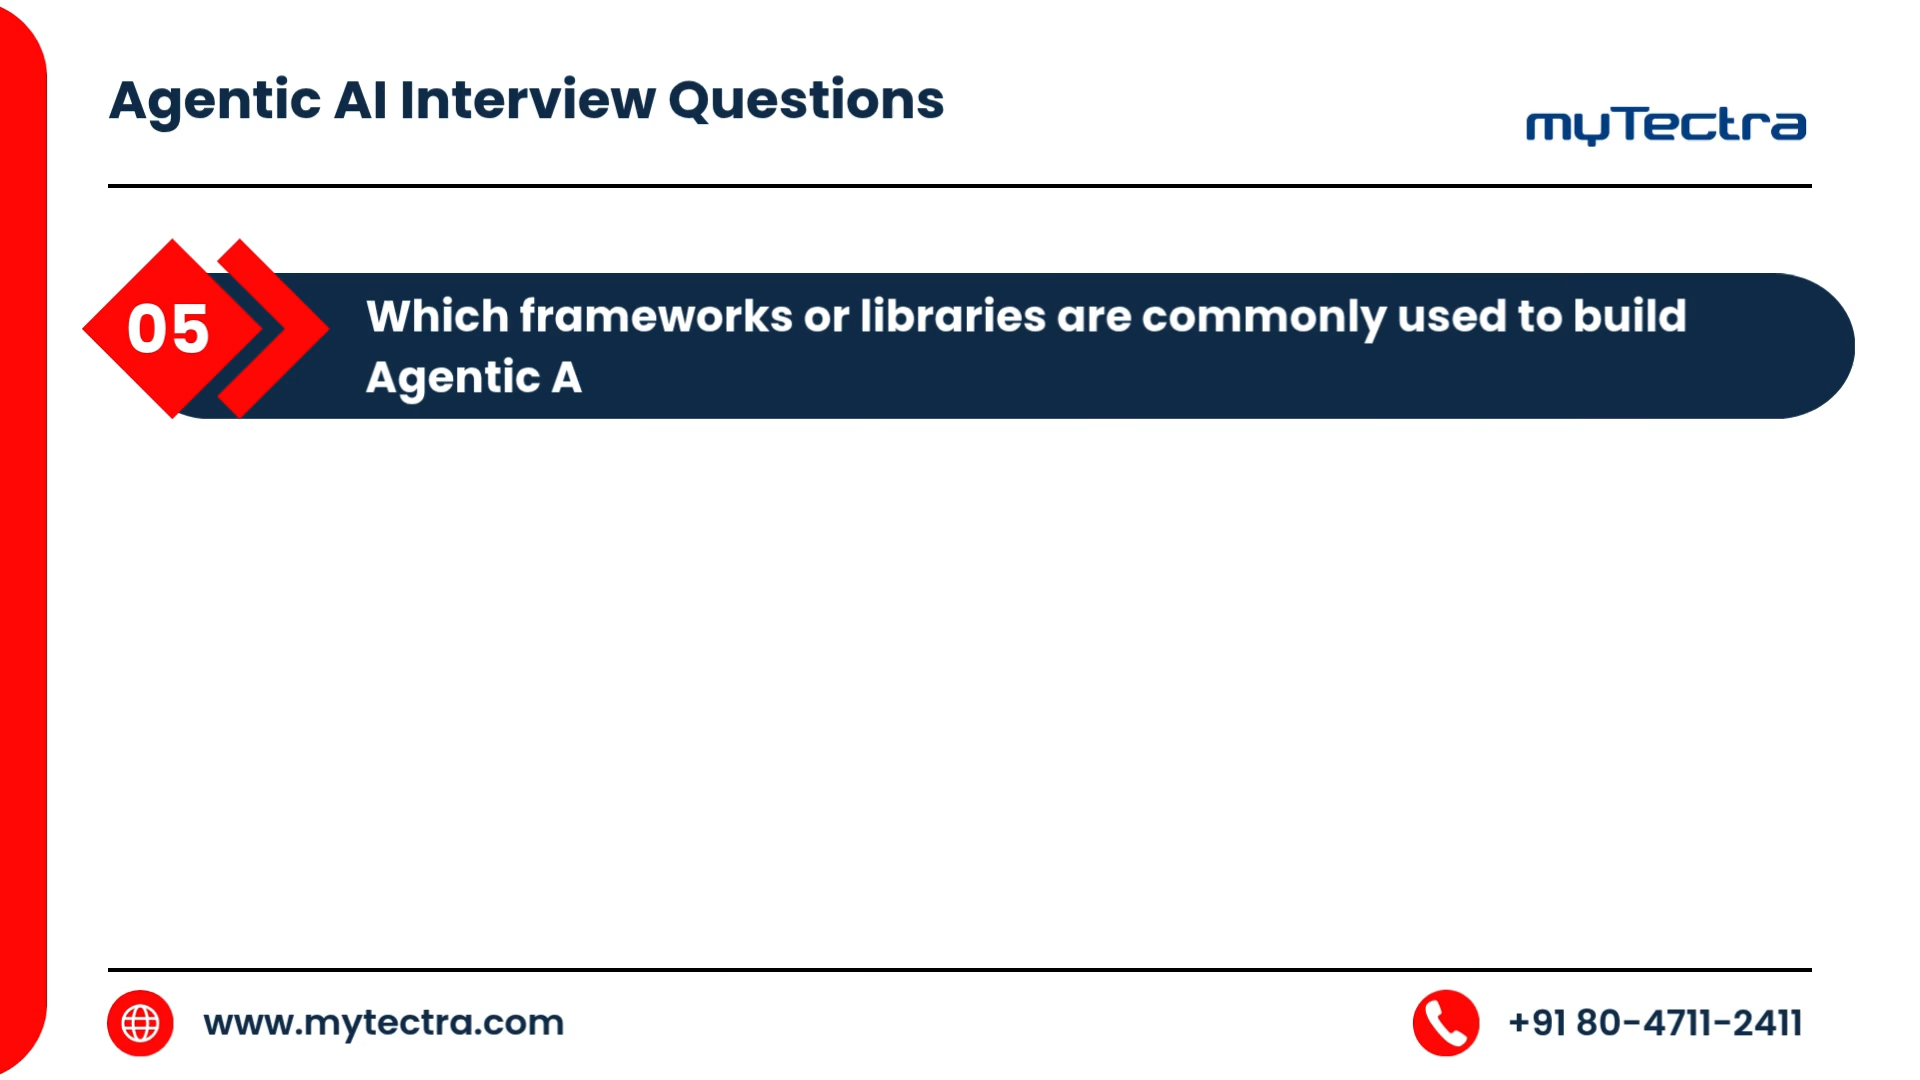 Agentic AI Interview Questions
myTectra
05
Which frameworks or libraries are commonly used to build
Agentic A
www.mytectra.com
+91 80-4711-2411